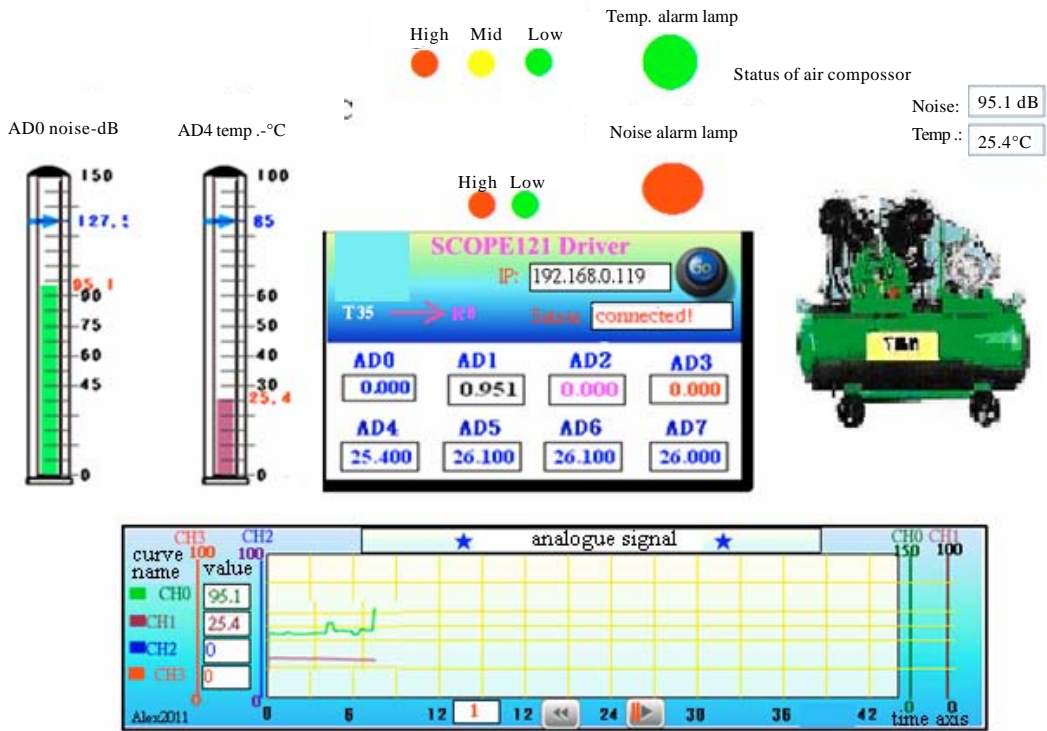 Temp. alarm lamp
High Mid Low
Status of air compossor
Noise: 95.1 dB
Temp.: 25.4°C
AD0 noise-dB
AD4 temp .-°C
Noise alarm lamp
High Low
150
127.5
95.1
90
75
60
45
0
100
85
60
50
40
30
25.4
0
SCOPE121 Driver
IP: 192.168.0.119
Go
T35 R0
connected!
AD0 AD1 AD2 AD3
0.000 0.951 0.000 0.000
AD4 AD5 AD6 AD7
25.400 26.100 26.100 26.000
CH3 CH2 analogue signal CH0 CH1
100 100 150 100
curve name value
CH0 95.1
CH1 25.4
CH2 0
CH3 0
0 0 0 0
Alex2011
0 6 12 1 12 24 30 36 42 time axis